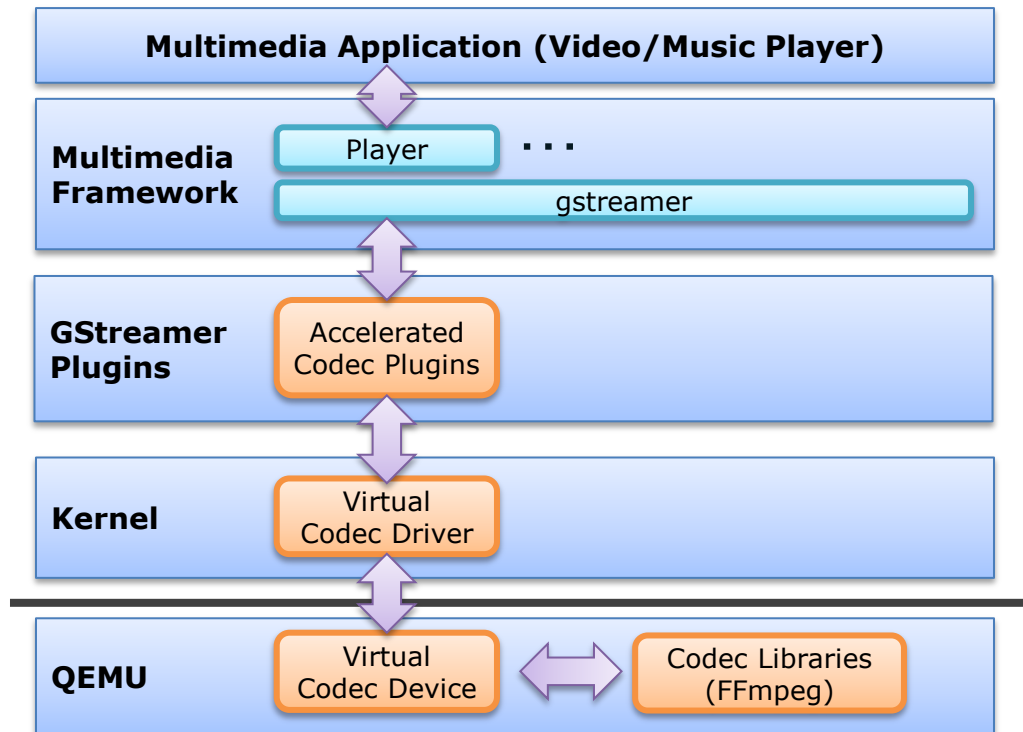 Multimedia Application (Video/Music Player)
Multimedia
Framework
Player
...
gstreamer
GStreamer
Plugins
Accelerated
Codec Plugins
Kernel
Virtual
Codec Driver
QEMU
Virtual
Codec Device
Codec Libraries
(FFmpeg)